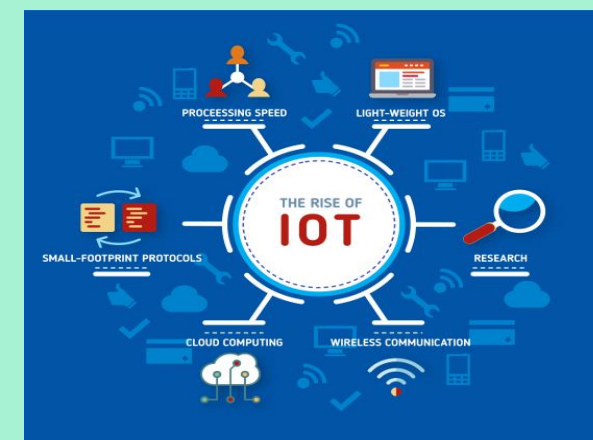 PROCEESSING SPEED
LIGHT-WEIGHT OS
THE RISE OF
IOT
SMALL-FOOTPRINT PROTOCOLS
RESEARCH
CLOUD COMPUTING
WIRELESS COMMUNICATION